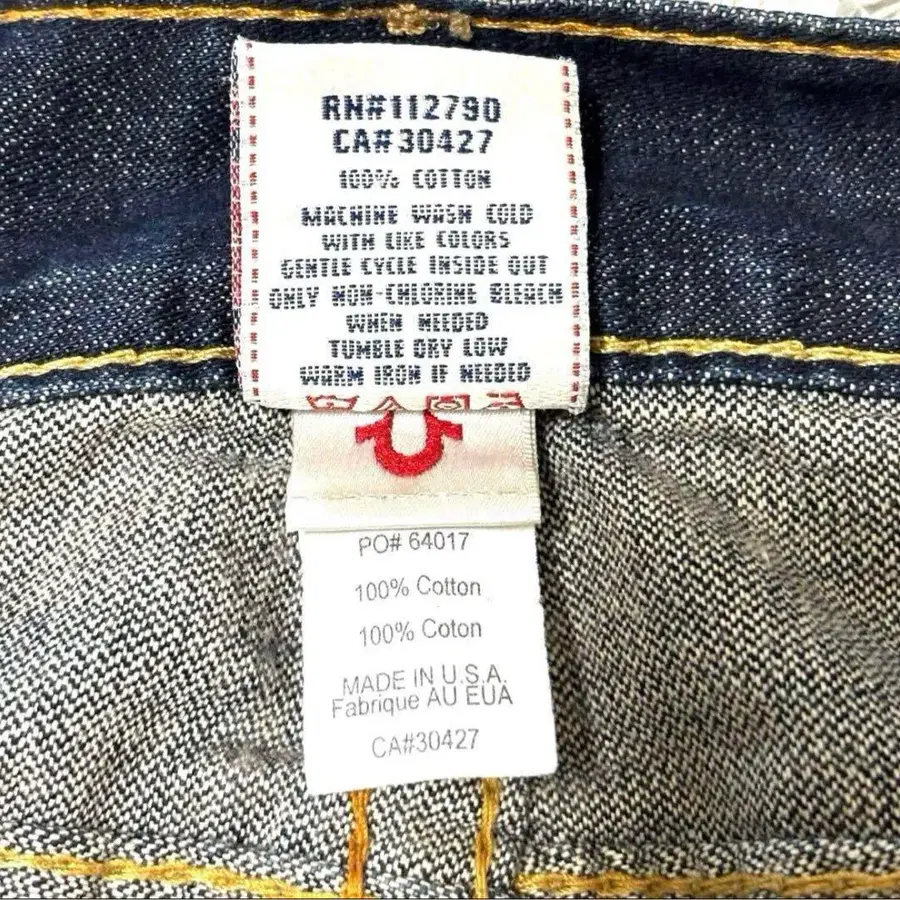 RN#112790
CA#30427
100% COTTON
MACHINE WASH COLD
WITH LIKE COLORS
GENTLE CYCLE INSIDE OUT
ONLY NON-CHLORINE BLEACH
WHEN NEEDED
TUMBLE DRY LOW
WARM IRON IF NEEDED
PO# 64017
100% Cotton
100% Coton
MADE IN U.S.A.
Fabrique AU EUA
CA#30427